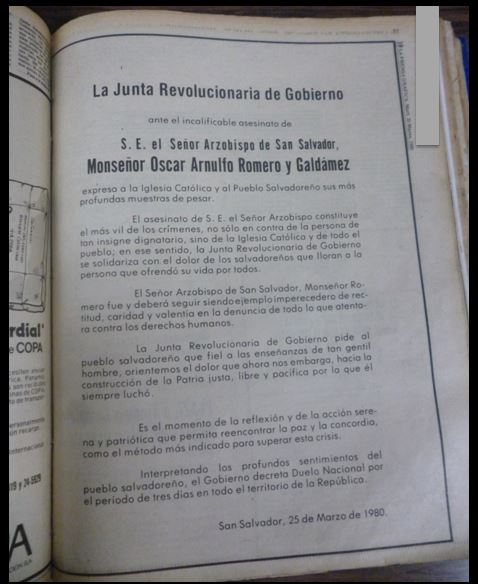 La Junta Revolucionaria de Gobierno
ante el incalificable asesinato de
S. E. el Señor Arzobispo de San Salvador,
Monseñor Oscar Arnulfo Romero y Galdámez
expresa a la Iglesia Católica y al Pueblo Salvadoreño sus más
profundas muestras de pesar.
El asesinato de S. E. el Señor Arzobispo constituye
el más vil de los crímenes, no sólo en contra de la persona de
tan insigne dignatario, sino de la Iglesia Católica y de todo el
pueblo; en ese sentido, la Junta Revolucionaria de Gobierno
se solidariza con el dolor de los salvadoreños que lloran a la
persona que ofrendó su vida por todos.
El Señor Arzobispo de San Salvador, Monseñor Ro-
mero fue y deberá seguir siendo ejemplo imperecedero de rec-
titud, caridad y valentía en la denuncia de todo lo que atenta-
ra contra los derechos humanos.
La Junta Revolucionaria de Gobierno pide al
pueblo salvadoreño que fiel a las enseñanzas de tan gentil
hombre, orientemos el dolor que ahora nos embarga, hacia la
construcción de la Patria justa, libre y pacífica por la que él
siempre luchó.
Es el momento de la reflexión y de la acción sere-
na y patriótica que permita reencontrar la paz y la concordia,
como el método más indicado para superar esta crisis.
Interpretando los profundos sentimientos del
pueblo salvadoreño, el Gobierno decreta Duelo Nacional por
el período de tres días en todo el territorio de la República.
San Salvador, 25 de Marzo de 1980.
rdial'
e COPA
internacional
y 24-5829
A